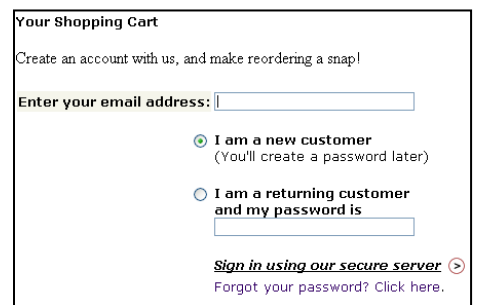 Your Shopping Cart
Create an account with us, and make reordering a snap!
Enter your email address:
I am a new customer
(You'll create a password later)
I am a returning customer
and my password is
Sign in using our secure server
Forgot your password? Click here.